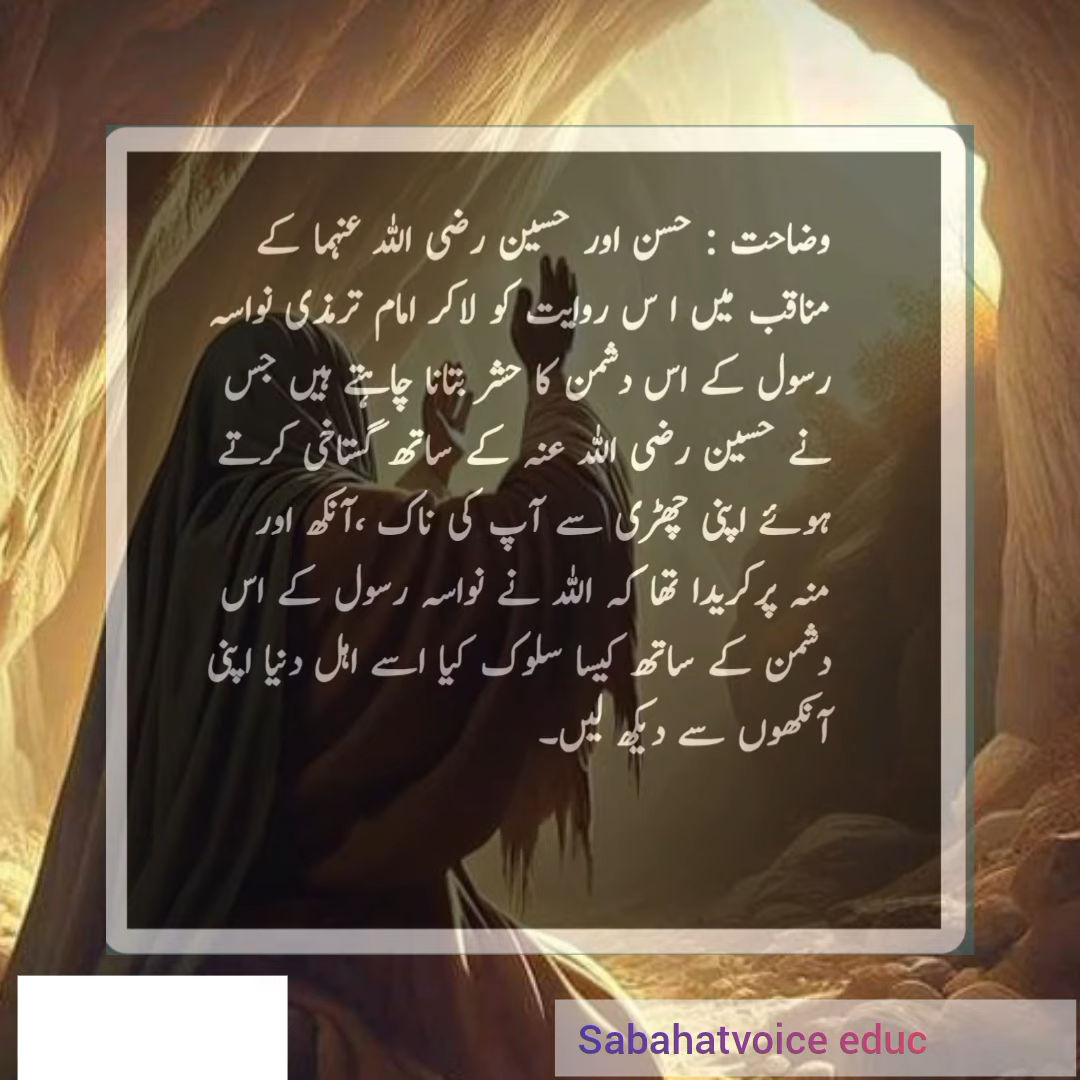 وضاحت : حسن اور حسین رضی اللہ عنہما کے
مناقب میں ا س روایت کو لاکر امام ترمذی نواسہ
رسول کے اس دشمن کا حشر بتانا چاہتے ہیں جس
نے حسین رضی اللہ عنہ کے ساتھ گستاخی کرتے
ہوئے اپنی چھڑی سے آپ کی ناک ،آنکھ اور
منہ پرکریدا تھا کہ اللہ نے نواسہ رسول کے اس
دشمن کے ساتھ کیسا سلوک کیا اسے اہل دنیا اپنی
آنکھوں سے دیکھ لیں۔
Sabahatvoice educ